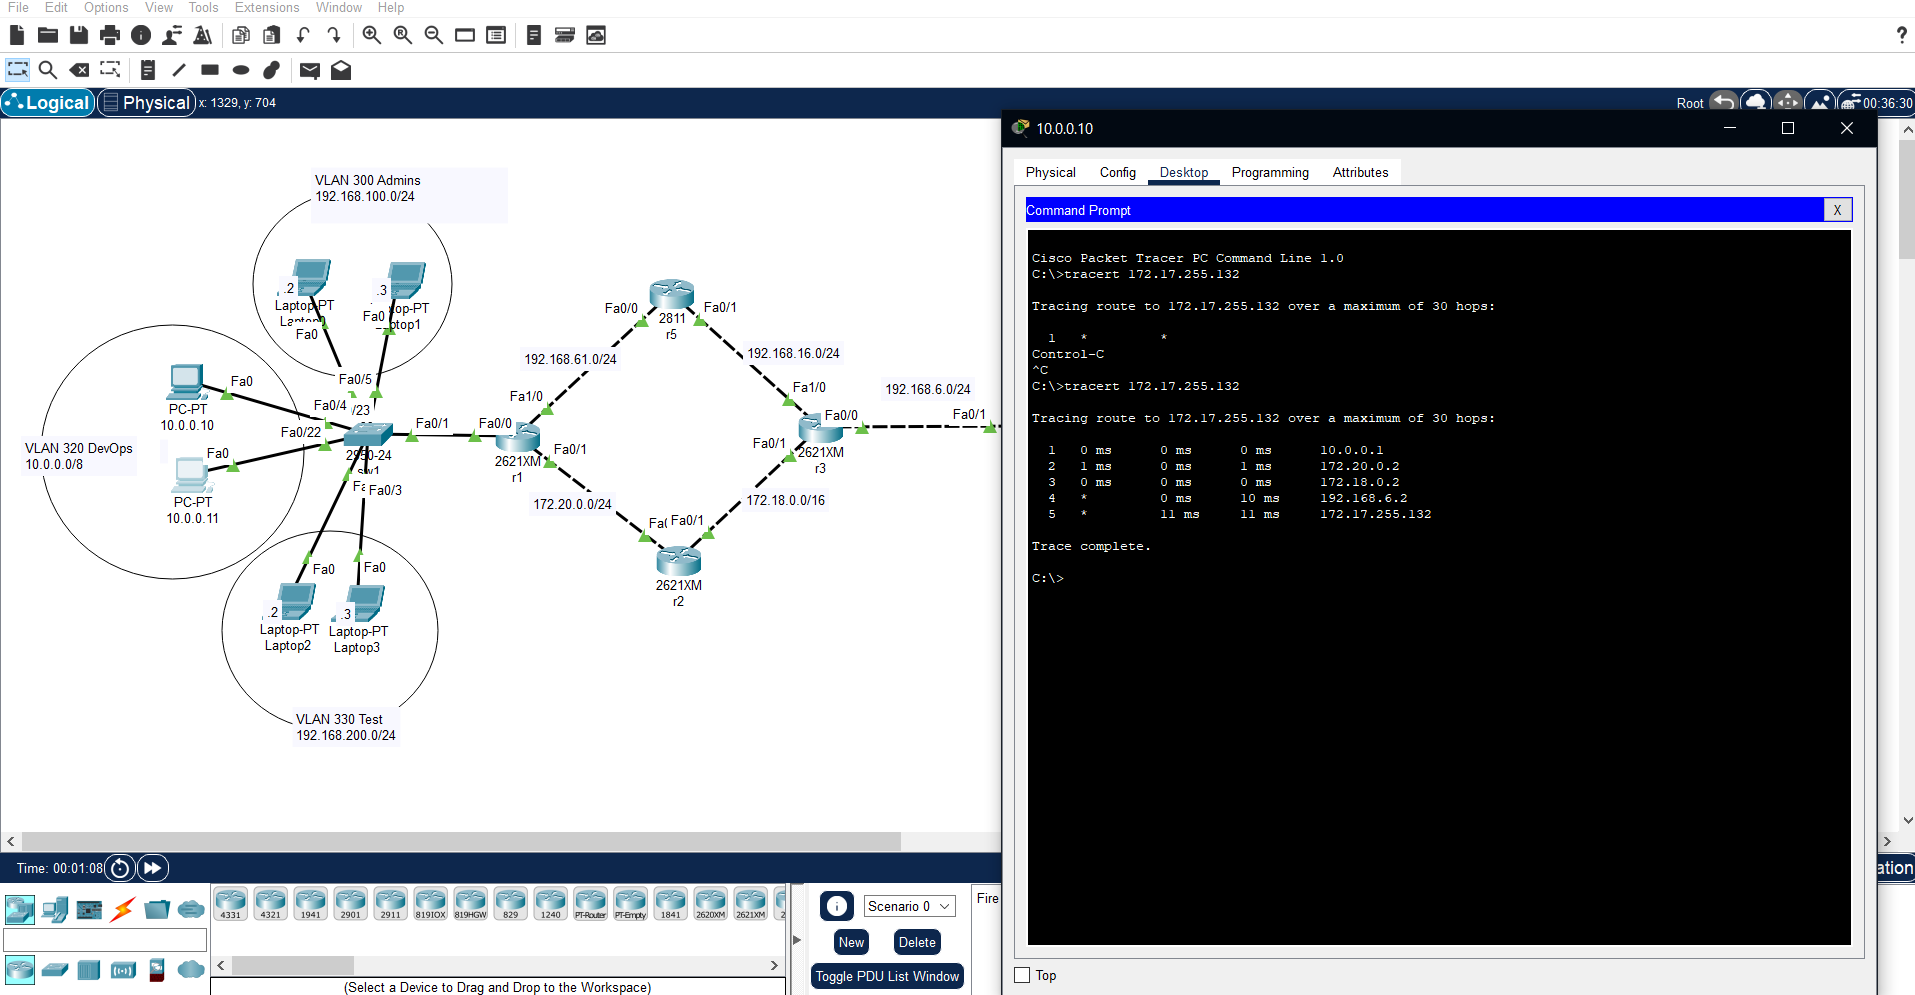 File Edit Options View Tools Extensions Window Help
?
Logical Physical x: 1329, y: 704
Root 00:36:30
VLAN 300 Admins
192.168.100.0/24
.2
Laptop-PT
Fa0
.3
Fa0
VLAN 320 DevOps
10.0.0.0/8
Fa0
PC-PT
10.0.0.10
Fa0
PC-PT
10.0.0.11
Fa0/5
Fa0/4 /23
Fa0/22
Fa0/1
2950-24
sw1
Fa0/3
Fa0
Fa0
.2
.3
Laptop-PT
Laptop2
Laptop-PT
Laptop3
VLAN 330 Test
192.168.200.0/24
Fa0/0
2621XM
r1
Fa1/0
Fa0/1
192.168.61.0/24
172.20.0.0/24
Fa0/0
Fa0/1
2811
r5
192.168.16.0/24
Fa1/0
Fa0/0
Fa0/1
2621XM
r3
172.18.0.0/16
Fa0/1
2621XM
r2
192.168.6.0/24
Fa0/1
10.0.0.10
Physical Config Desktop Programming Attributes
Command Prompt X
Cisco Packet Tracer PC Command Line 1.0
C:\>tracert 172.17.255.132
Tracing route to 172.17.255.132 over a maximum of 30 hops:
1 * *
Control-C
^C
C:\>tracert 172.17.255.132
Tracing route to 172.17.255.132 over a maximum of 30 hops:
1 0 ms 0 ms 0 ms 10.0.0.1
2 1 ms 0 ms 1 ms 172.20.0.2
3 0 ms 0 ms 0 ms 172.18.0.2
4 * 0 ms 10 ms 192.168.6.2
5 * 11 ms 11 ms 172.17.255.132
Trace complete.
C:\>
Top
Time: 00:01:08
4331 4321 1941 2901 2911 819IOX 819HGW 829 1240 PT-Router PT-Empty 1841 2620XM 2621XM
(Select a Device to Drag and Drop to the Workspace)
Scenario 0
New Delete
Toggle PDU List Window
Fire
ation